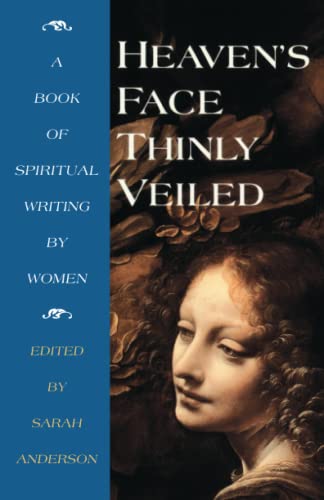 HEAVEN'S
FACE
THINLY
VEILED
A
BOOK
OF
SPIRITUAL
WRITING
BY
WOMEN
EDITED
BY
SARAH
ANDERSON